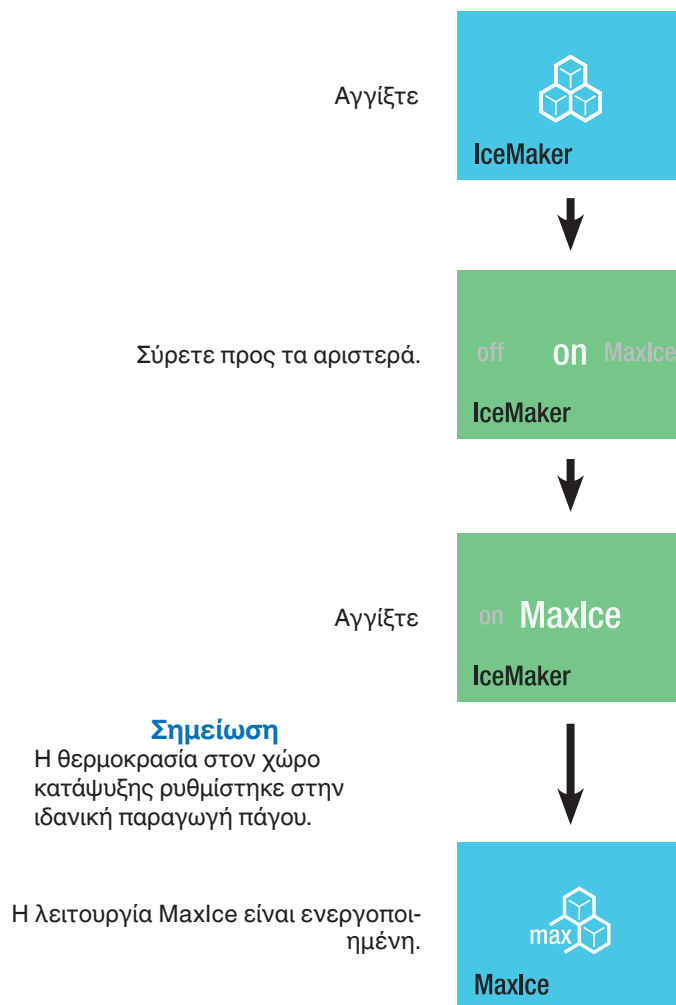 Αγγίξτε
IceMaker
Σύρετε προς τα αριστερά.
off on MaxIce
IceMaker
Αγγίξτε
on MaxIce
IceMaker
Σημείωση
Η θερμοκρασία στον χώρο
κατάψυξης ρυθμίστηκε στην
ιδανική παραγωγή πάγου.
Η λειτουργία MaxIce είναι ενεργοποι-
ημένη.
max
MaxIce